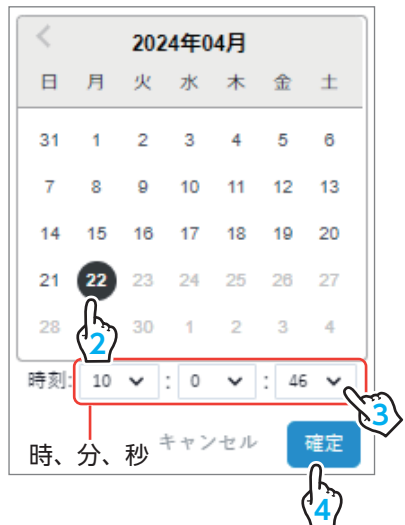 2024年04月
日 月 火 水 木 金 土
31 1 2 3 4 5 6
7 8 9 10 11 12 13
14 15 16 17 18 19 20
21 22 23 24 25 26 27
28 30 1 2 3 4
2
時刻: 10 : 0 : 46
3
時、分、秒 キャンセル 確定
4